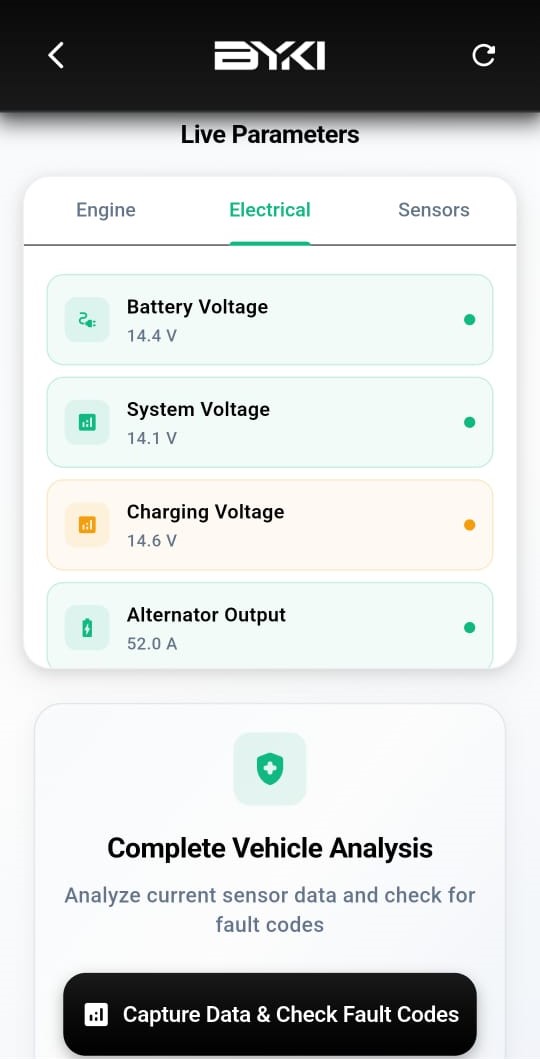 BYKI
Live Parameters
Engine Electrical Sensors
Battery Voltage
14.4 V
System Voltage
14.1 V
Charging Voltage
14.6 V
Alternator Output
52.0 A
Complete Vehicle Analysis
Analyze current sensor data and check for
fault codes
Capture Data & Check Fault Codes